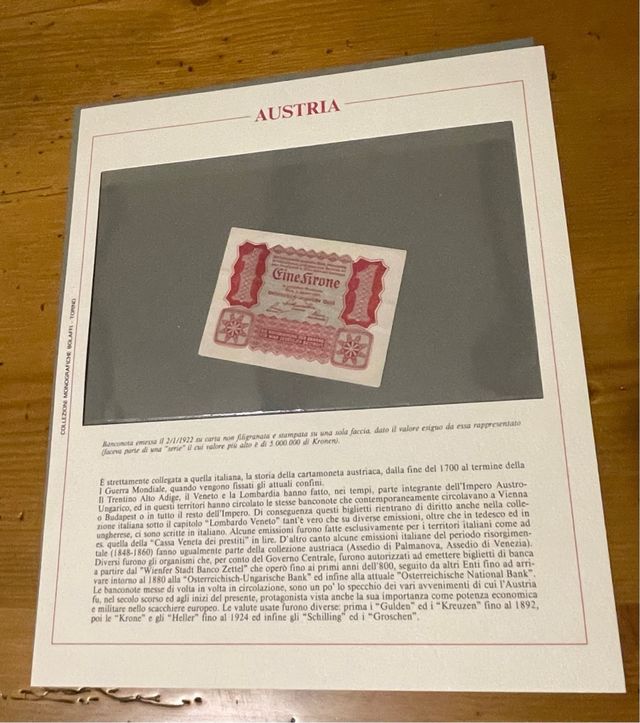 AUSTRIA
1
Eine Krone
1
COLLEZIONI MONOGRAFICHE BOLAFFI - TORINO
Banconota emessa il 2/1/1922 su carta non filigranata e stampata su una sola faccia, dato il valore esiguo da essa rappresentato
(faceva parte di una "serie" il cui valore più alto è di 5.000.000 di Kronen).
È strettamente collegata a quella italiana, la storia della cartamoneta austriaca, dalla fine del 1700 al termine della
I Guerra Mondiale, quando vengono fissati gli attuali confini.
Il Trentino Alto Adige, il Veneto e la Lombardia hanno fatto, nei tempi, parte integrante dell'Impero Austro-
Ungarico, ed in questi territori hanno circolato le stesse banconote che contemporaneamente circolavano a Vienna
o Budapest o in tutto il resto dell'Impero. Di conseguenza questi biglietti rientrano di diritto anche nella colle-
zione italiana sotto il capitolo "Lombardo Veneto" tant'è vero che su diverse emissioni, oltre che in tedesco ed in
ungherese, ci sono scritte in italiano. Alcune emissioni furono fatte esclusivamente per i territori italiani come ad
es. quella della "Cassa Veneta dei prestiti" in lire. D'altro canto alcune emissioni italiane del periodo risorgimen-
tale (1848-1860) fanno ugualmente parte della collezione austriaca (Assedio di Palmanova, Assedio di Venezia).
Diversi furono gli organismi che, per conto del Governo Centrale, furono autorizzati ad emettere biglietti di banca
a partire dal "Wienfer Stadt Banco Zettel" che operò fino ai primi anni dell'800, seguito da altri Enti fino ad arri-
vare intorno al 1880 alla "Osterreichisch-Ungarische Bank" ed infine alla attuale "Osterreichische National Bank".
Le banconote messe di volta in volta in circolazione, sono un po' lo specchio dei vari avvenimenti di cui l'Austria
fu, nel secolo scorso ed agli inizi del presente, protagonista vista anche la sua importanza come potenza economica
e militare nello scacchiere europeo. Le valute usate furono diverse: prima i "Gulden" ed i "Kreuzen" fino al 1892,
poi le "Krone" e gli "Heller" fino al 1924 ed infine gli "Schilling" ed i "Groschen".